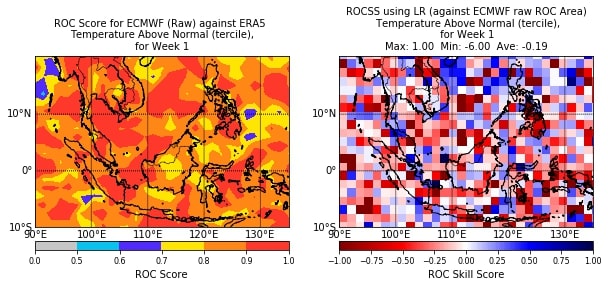 ROC Score for ECMWF (Raw) against ERA5
Temperature Above Normal (tercile),
for Week 1
10°N
0°
10°S
90°E 100°E 110°E 120°E 130°E
0.0 0.5 0.6 0.7 0.8 0.9 1.0
ROC Score
ROCSS using LR (against ECMWF raw ROC Area)
Temperature Above Normal (tercile),
for Week 1
Max: 1.00 Min: -6.00 Ave: -0.19
10°N
0°
10°S
90°E 100°E 110°E 120°E 130°E
−1.00 −0.75 −0.50 −0.25 0.00 0.25 0.50 0.75 1.00
ROC Skill Score